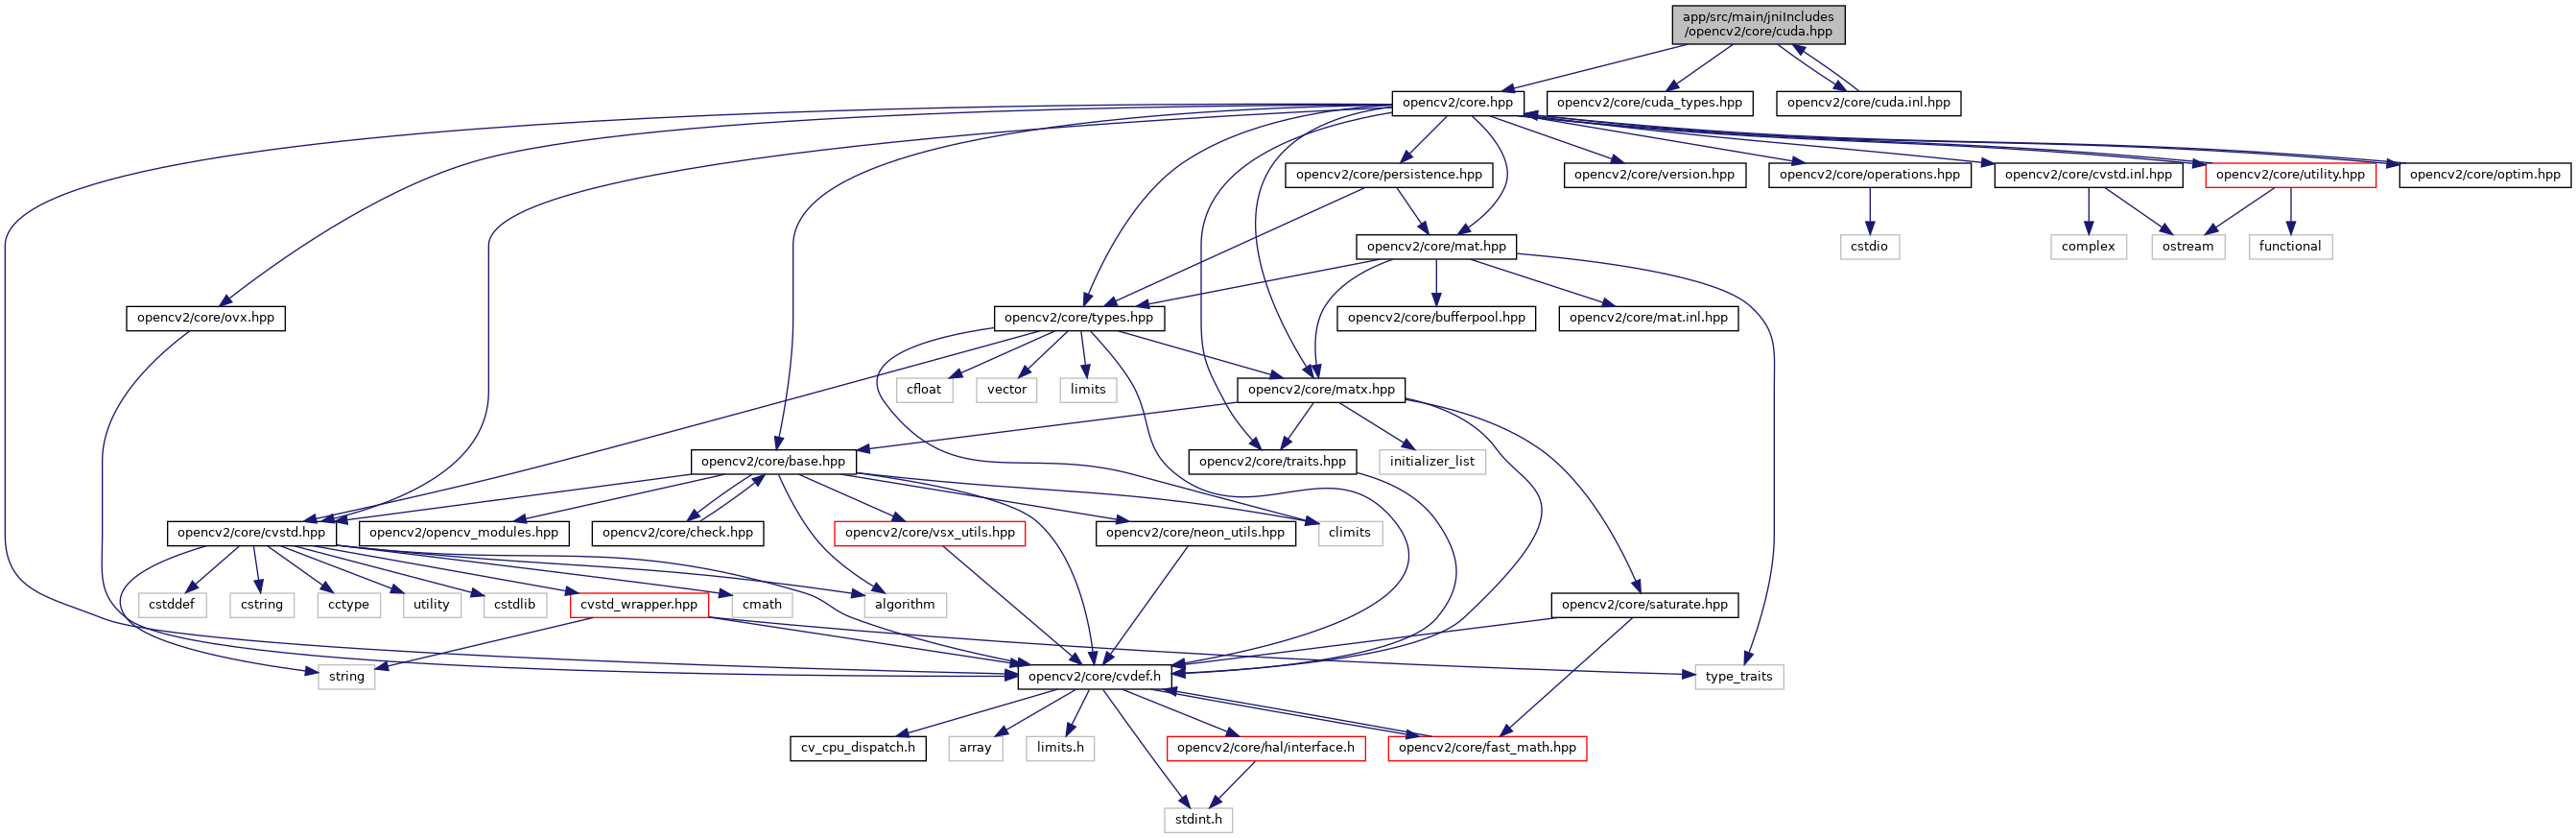 app/src/main/jniIncludes
/opencv2/core/cuda.hpp
opencv2/core.hpp
opencv2/core/cuda_types.hpp
opencv2/core/cuda.inl.hpp
opencv2/core/persistence.hpp
opencv2/core/version.hpp
opencv2/core/operations.hpp
opencv2/core/cvstd.inl.hpp
opencv2/core/utility.hpp
opencv2/core/optim.hpp
opencv2/core/mat.hpp
cstdio
complex
ostream
functional
opencv2/core/ovx.hpp
opencv2/core/types.hpp
opencv2/core/bufferpool.hpp
opencv2/core/mat.inl.hpp
cfloat
vector
limits
opencv2/core/matx.hpp
opencv2/core/base.hpp
opencv2/core/traits.hpp
initializer_list
opencv2/core/cvstd.hpp
opencv2/opencv_modules.hpp
opencv2/core/check.hpp
opencv2/core/vsx_utils.hpp
opencv2/core/neon_utils.hpp
climits
cstddef
cstring
cctype
utility
cstdlib
cvstd_wrapper.hpp
cmath
algorithm
opencv2/core/saturate.hpp
string
opencv2/core/cvdef.h
type_traits
cv_cpu_dispatch.h
array
limits.h
opencv2/core/hal/interface.h
opencv2/core/fast_math.hpp
stdint.h